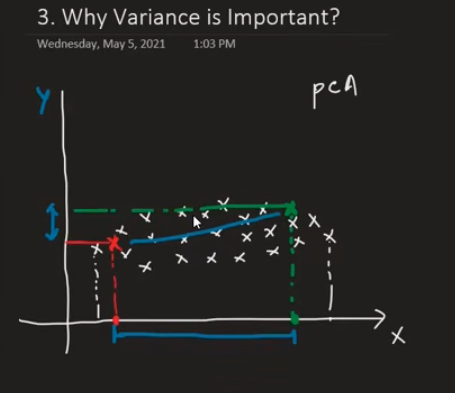 3. Why Variance is Important?
Wednesday, May 5, 2021 1:03 PM
pcA
Y
X